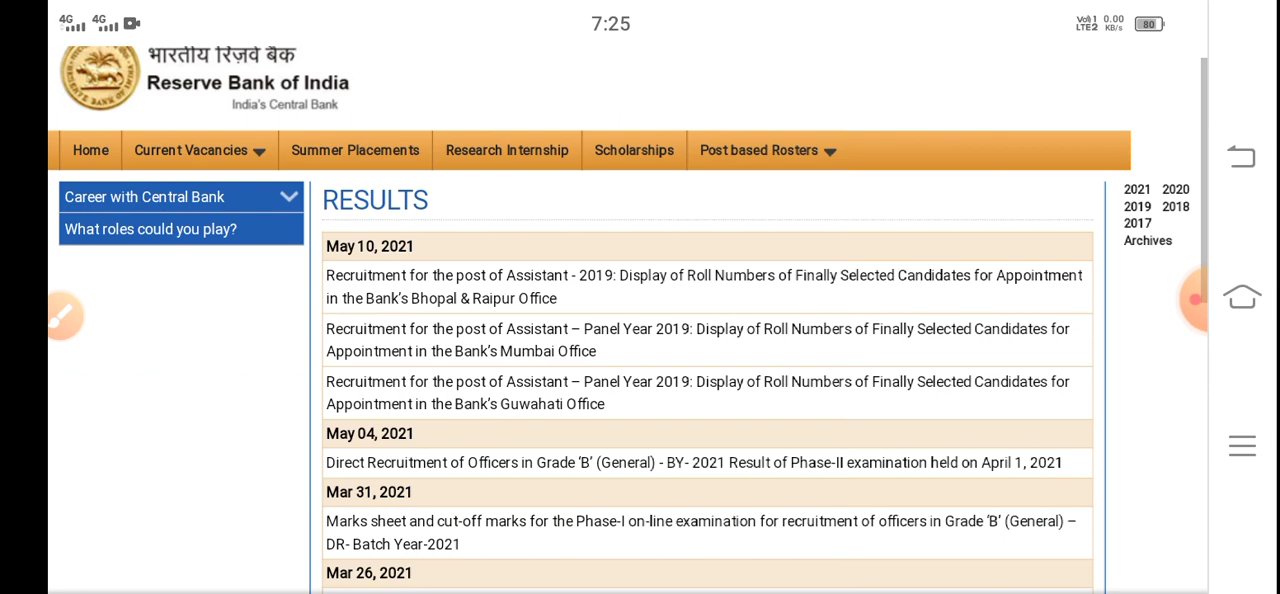 4G 4G 7:25 Vo)) 1 LTE2 0.00 KB/s 80
भारतीय रिज़र्व बैंक
Reserve Bank of India
India's Central Bank
Home Current Vacancies Summer Placements Research Internship Scholarships Post based Rosters
Career with Central Bank
What roles could you play?
RESULTS
May 10, 2021
Recruitment for the post of Assistant - 2019: Display of Roll Numbers of Finally Selected Candidates for Appointment
in the Bank's Bhopal & Raipur Office
Recruitment for the post of Assistant – Panel Year 2019: Display of Roll Numbers of Finally Selected Candidates for
Appointment in the Bank's Mumbai Office
Recruitment for the post of Assistant – Panel Year 2019: Display of Roll Numbers of Finally Selected Candidates for
Appointment in the Bank's Guwahati Office
May 04, 2021
Direct Recruitment of Officers in Grade 'B' (General) - BY- 2021 Result of Phase-II examination held on April 1, 2021
Mar 31, 2021
Marks sheet and cut-off marks for the Phase-I on-line examination for recruitment of officers in Grade 'B' (General) –
DR- Batch Year-2021
Mar 26, 2021
2021 2020
2019 2018
2017
Archives